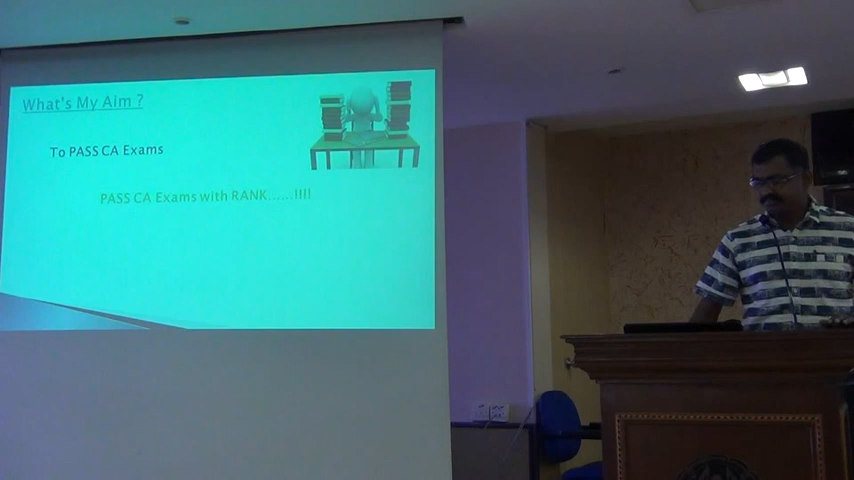 What's My Aim ?
To PASS CA Exams
PASS CA Exams with RANK......!!!!